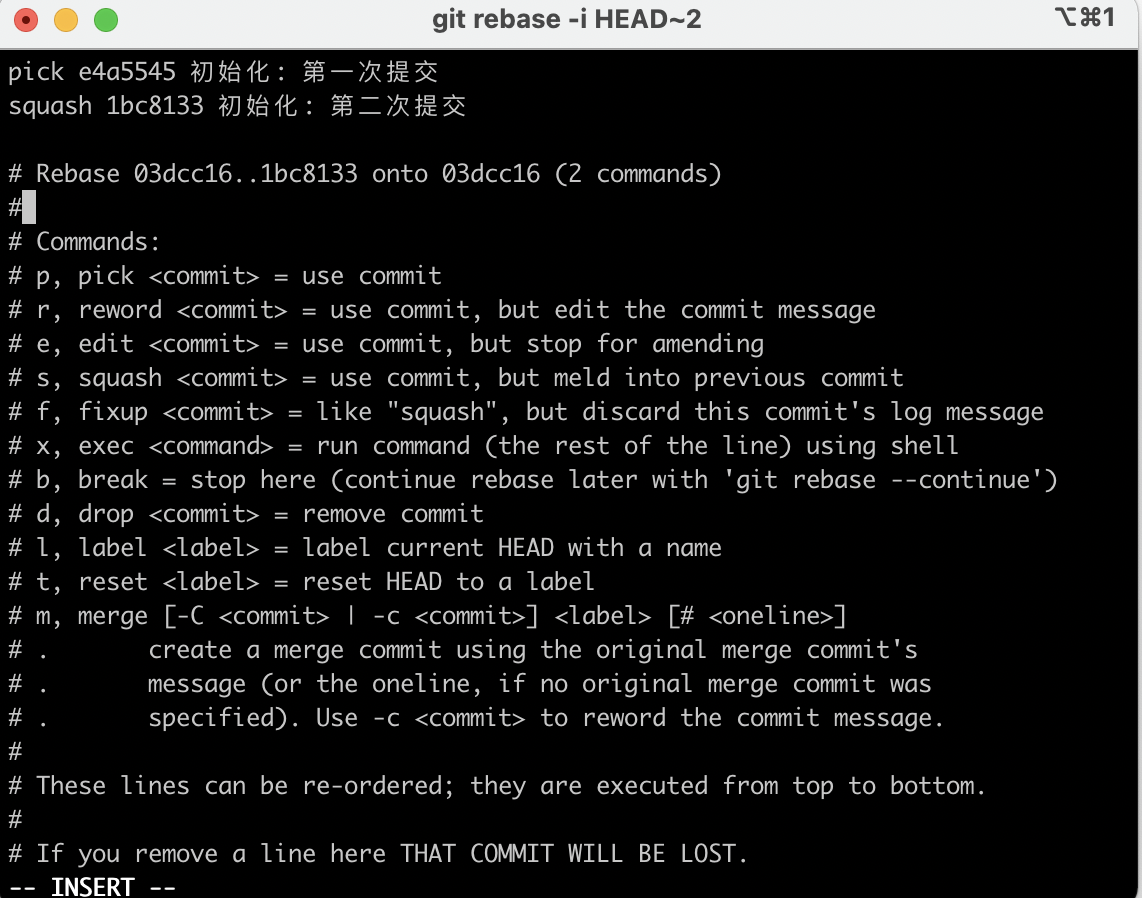 git rebase -i HEAD~2
⌥⌘1
pick e4a5545 初始化: 第一次提交
squash 1bc8133 初始化: 第二次提交
# Rebase 03dcc16..1bc8133 onto 03dcc16 (2 commands)
#
# Commands:
# p, pick <commit> = use commit
# r, reword <commit> = use commit, but edit the commit message
# e, edit <commit> = use commit, but stop for amending
# s, squash <commit> = use commit, but meld into previous commit
# f, fixup <commit> = like "squash", but discard this commit's log message
# x, exec <command> = run command (the rest of the line) using shell
# b, break = stop here (continue rebase later with 'git rebase --continue')
# d, drop <commit> = remove commit
# l, label <label> = label current HEAD with a name
# t, reset <label> = reset HEAD to a label
# m, merge [-C <commit> | -c <commit>] <label> [# <oneline>]
# .       create a merge commit using the original merge commit's
# .       message (or the oneline, if no original merge commit was
# .       specified). Use -c <commit> to reword the commit message.
#
# These lines can be re-ordered; they are executed from top to bottom.
#
# If you remove a line here THAT COMMIT WILL BE LOST.
-- INSERT --